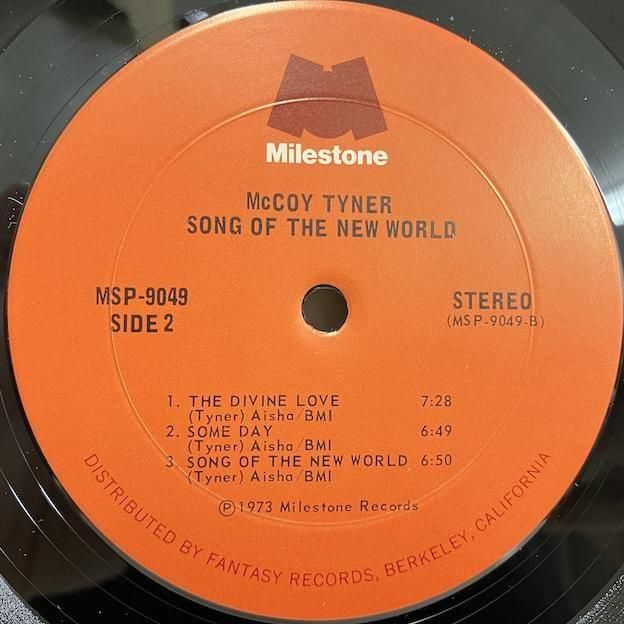 Milestone
McCOY TYNER
SONG OF THE NEW WORLD
MSP-9049
SIDE 2
STEREO
(MSP-9049-B)
1. THE DIVINE LOVE 7:28
(Tyner) Aisha/BMI
2. SOME DAY 6:49
(Tyner) Aisha/BMI
3. SONG OF THE NEW WORLD 6:50
(Tyner) Aisha/BMI
Ⓟ1973 Milestone Records
DISTRIBUTED BY FANTASY RECORDS, BERKELEY, CALIFORNIA